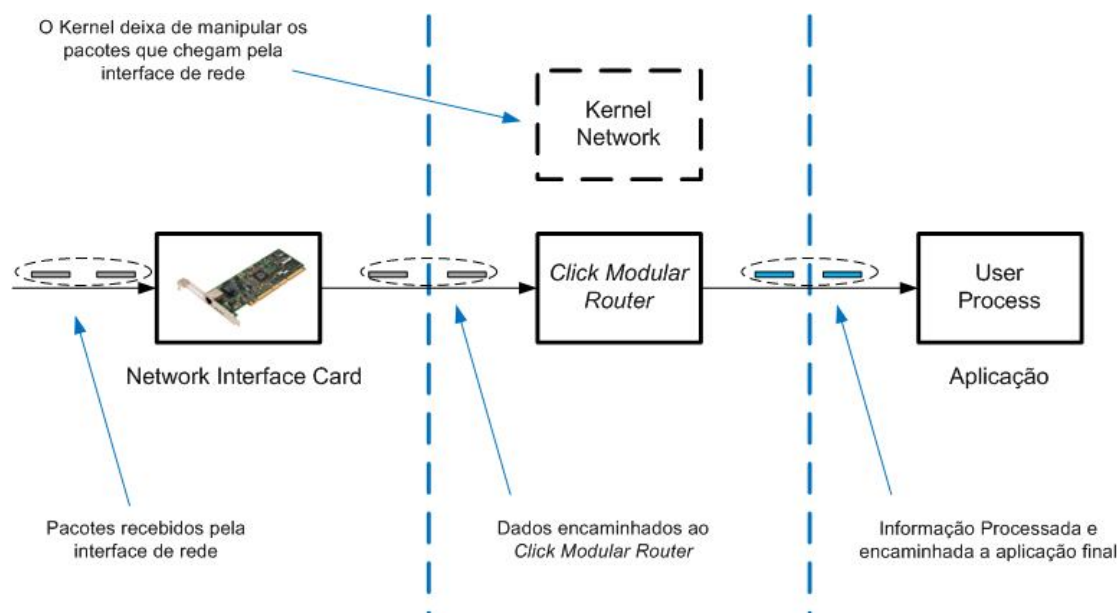 O Kernel deixa de manipular os
pacotes que chegam pela
interface de rede
Kernel
Network
Click Modular
Router
User
Process
Network Interface Card
Aplicação
Pacotes recebidos pela
interface de rede
Dados encaminhados ao
Click Modular Router
Informação Processada e
encaminhada a aplicação final